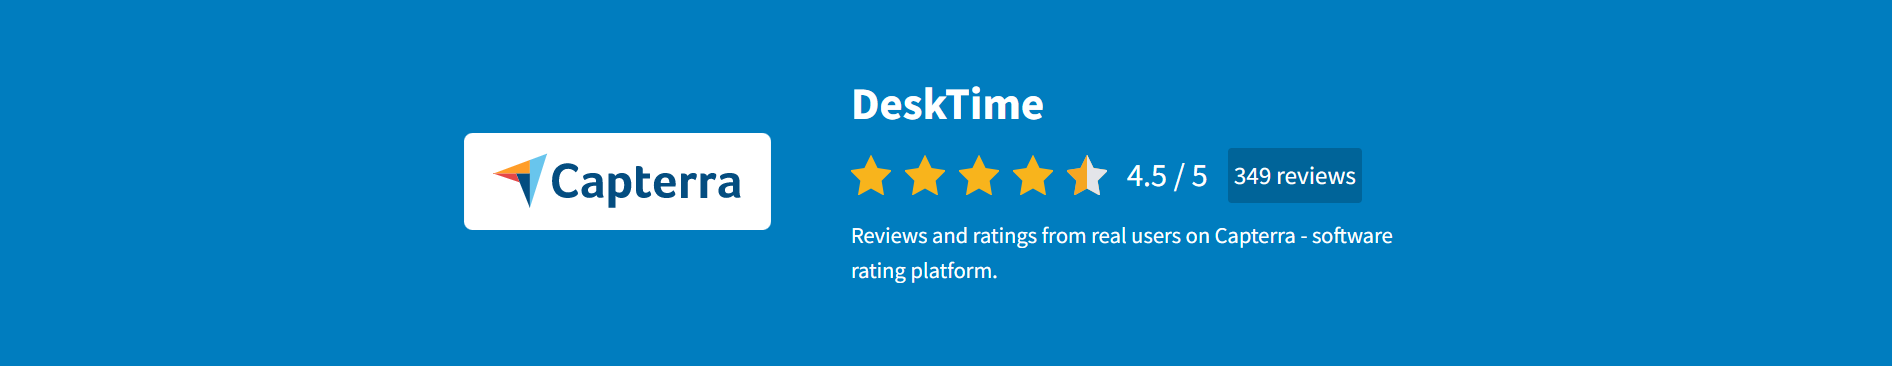 Capterra
DeskTime
4.5 / 5 349 reviews
Reviews and ratings from real users on Capterra - software
rating platform.